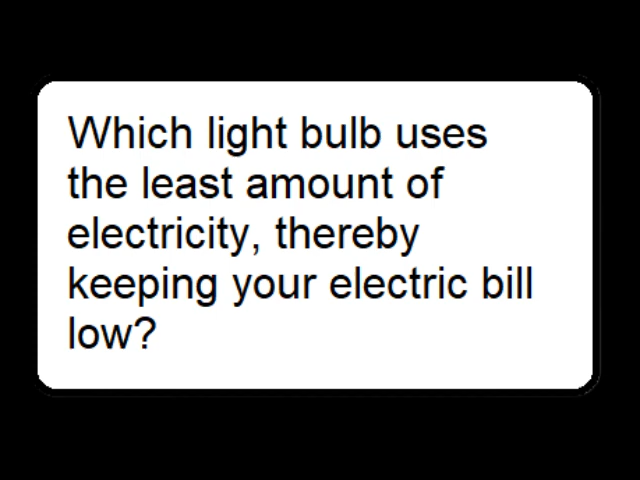 Which light bulb uses
the least amount of
electricity, thereby
keeping your electric bill
low?